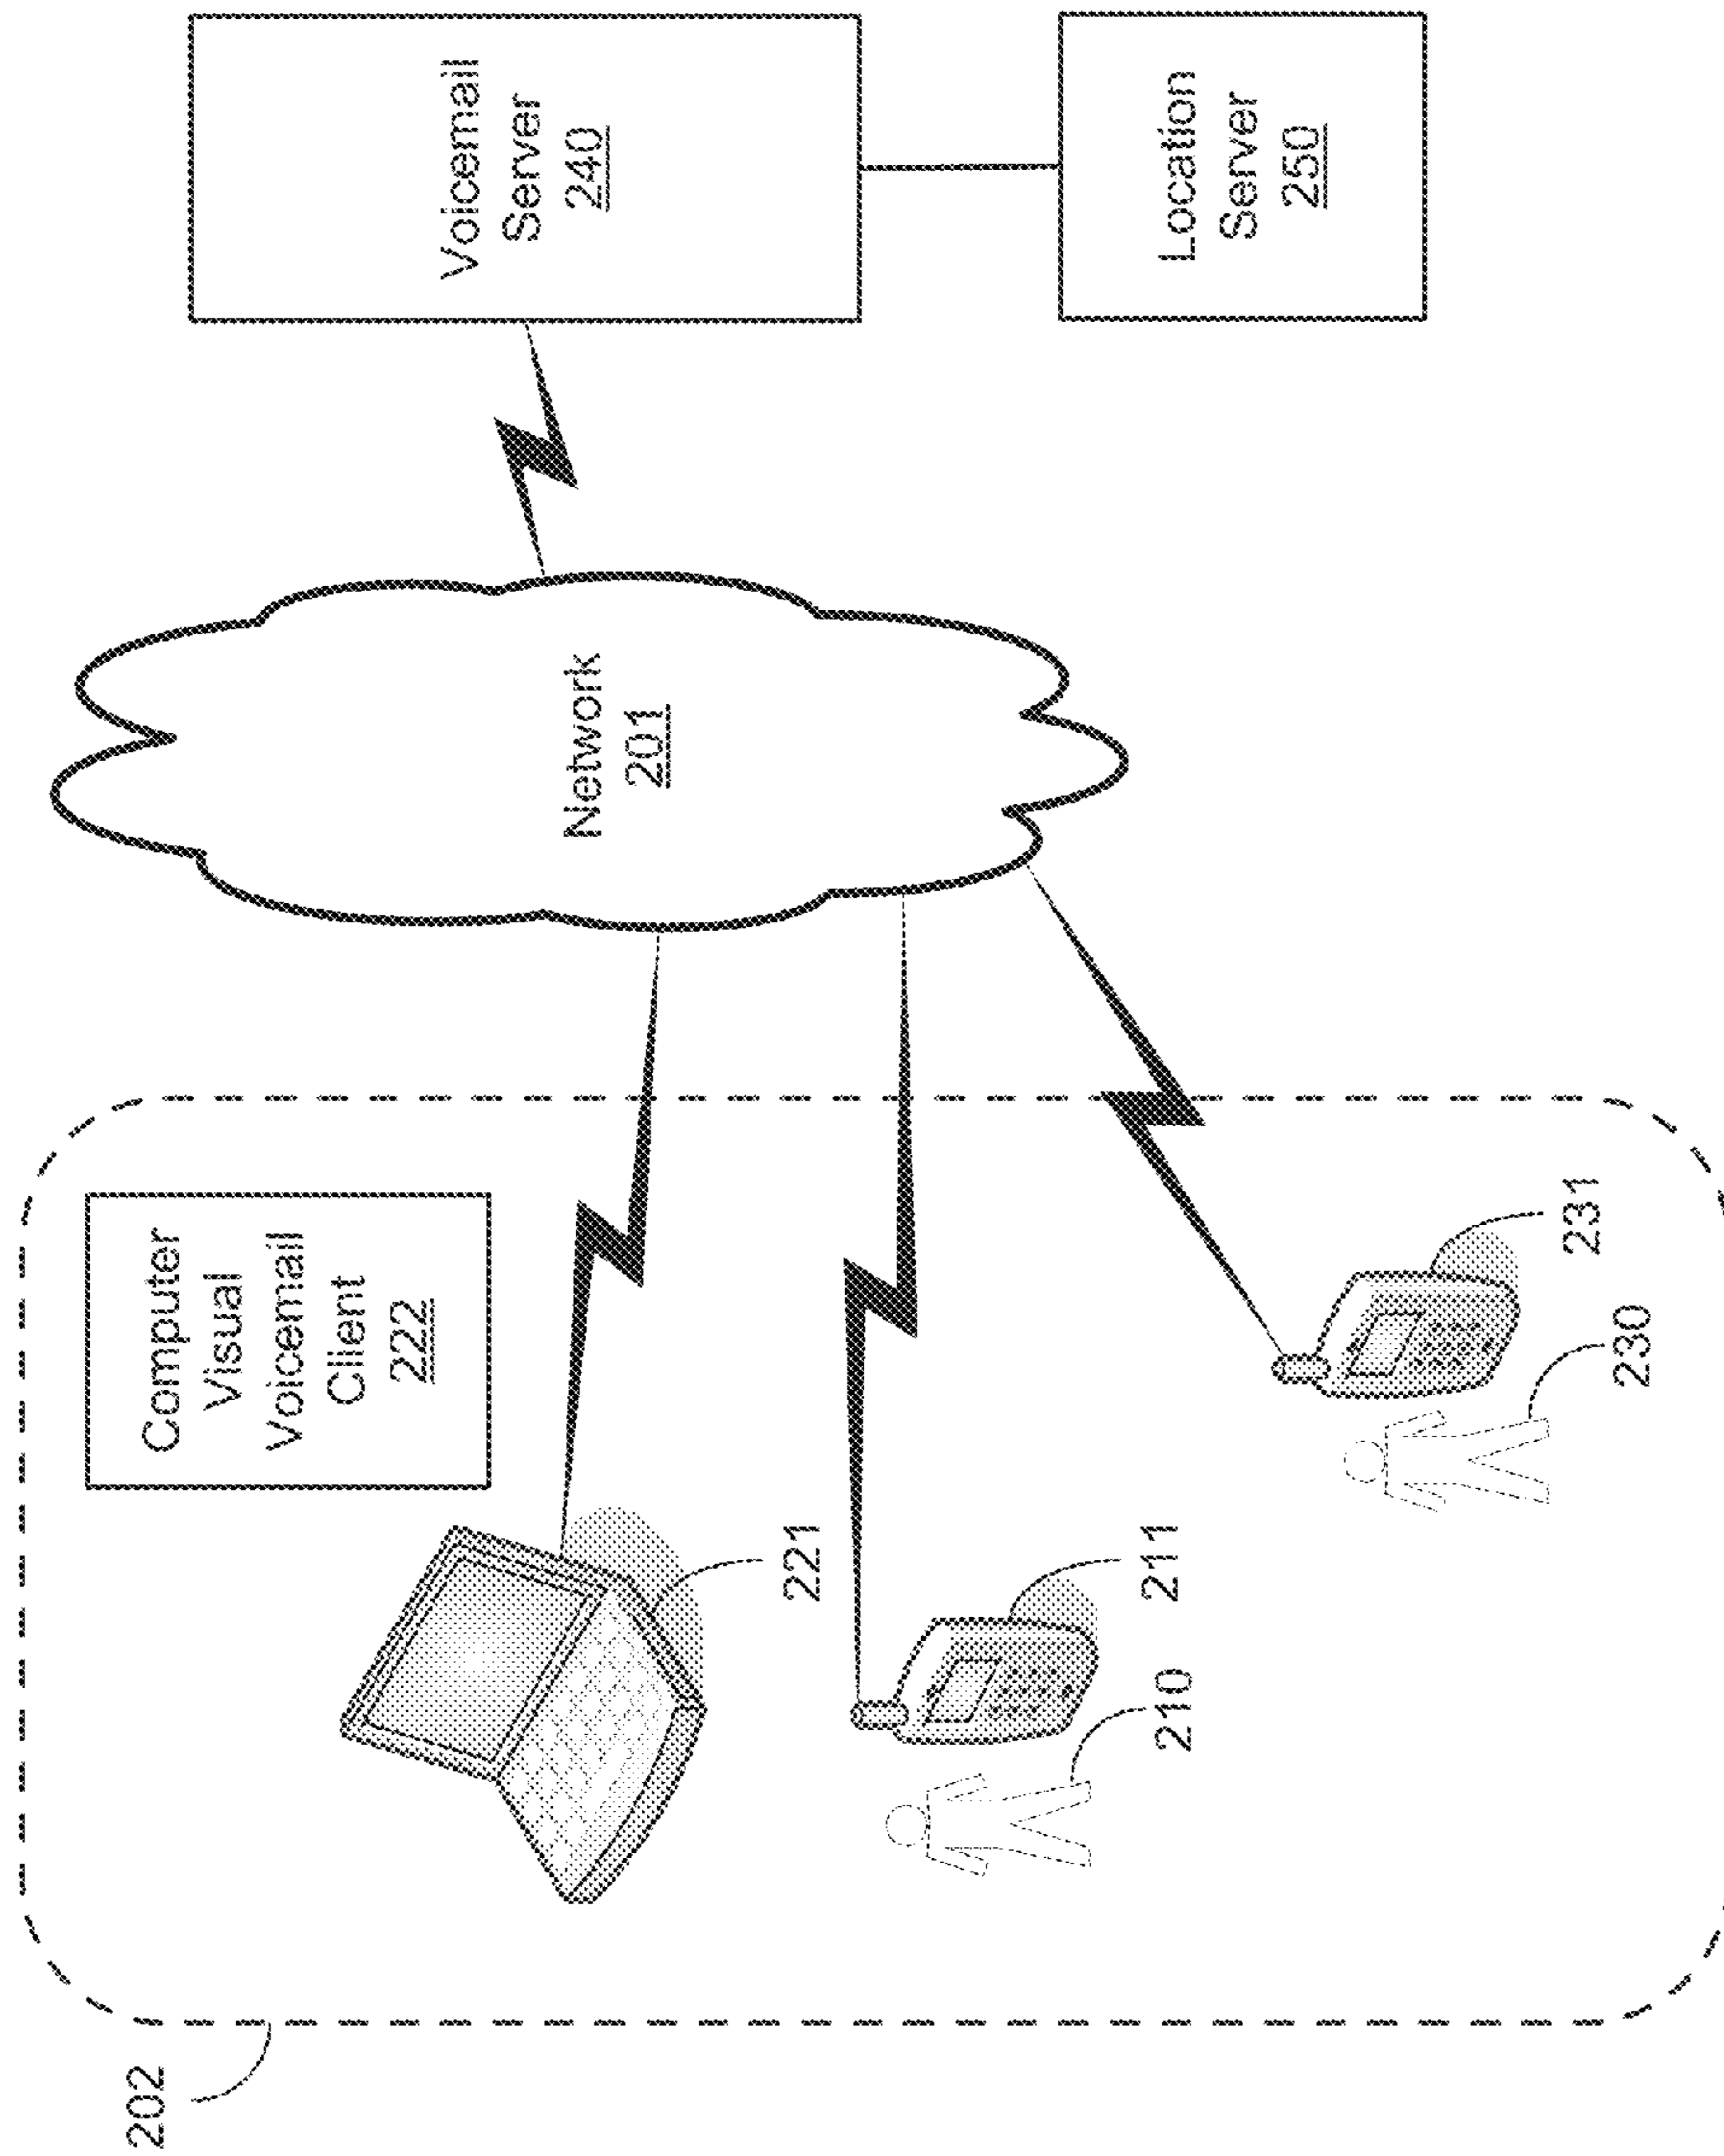 202
Computer
Visual
Voicemail
Client
222
221
210
211
230
231
Network
201
Voicemail
Server
240
Location
Server
250